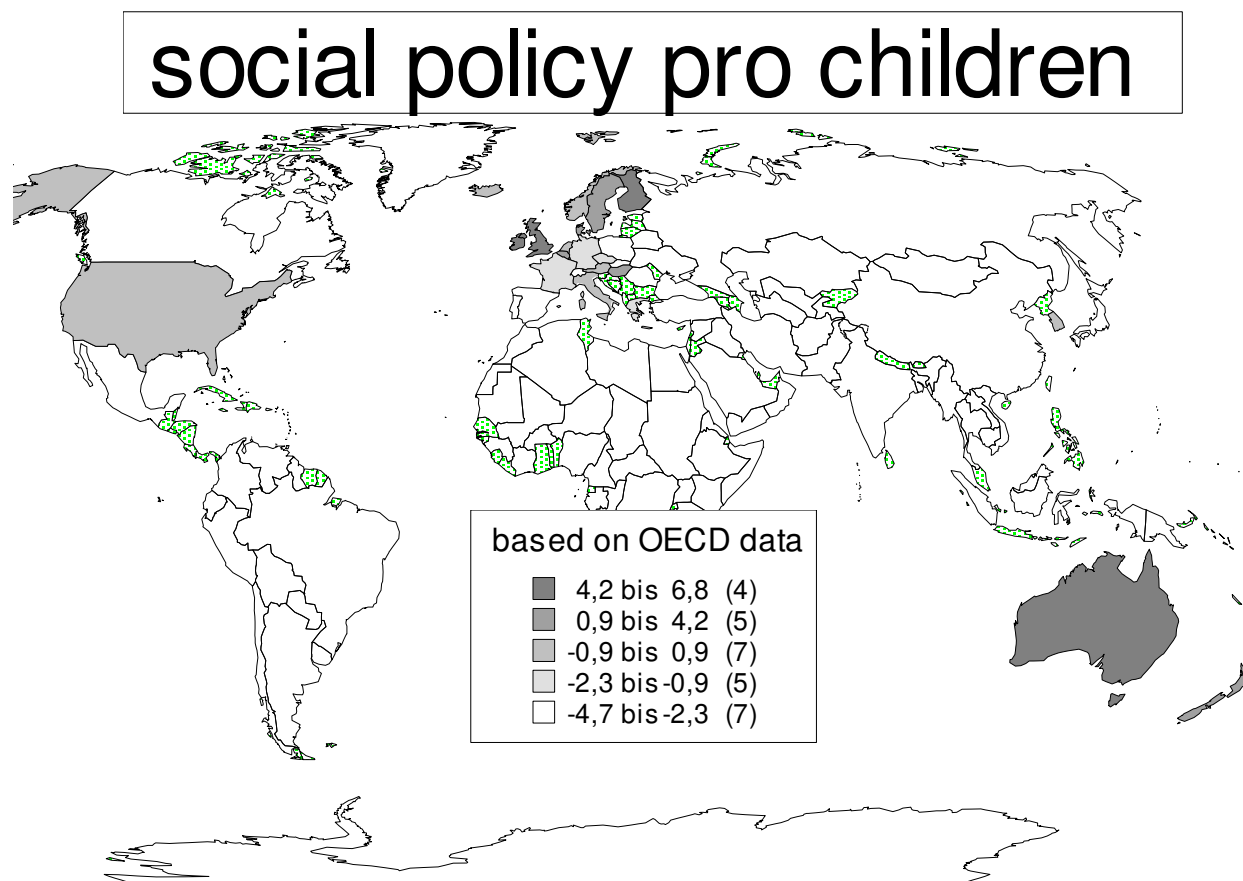 social policy pro children
based on OECD data
4,2 bis 6,8 (4)
0,9 bis 4,2 (5)
-0,9 bis 0,9 (7)
-2,3 bis -0,9 (5)
-4,7 bis -2,3 (7)